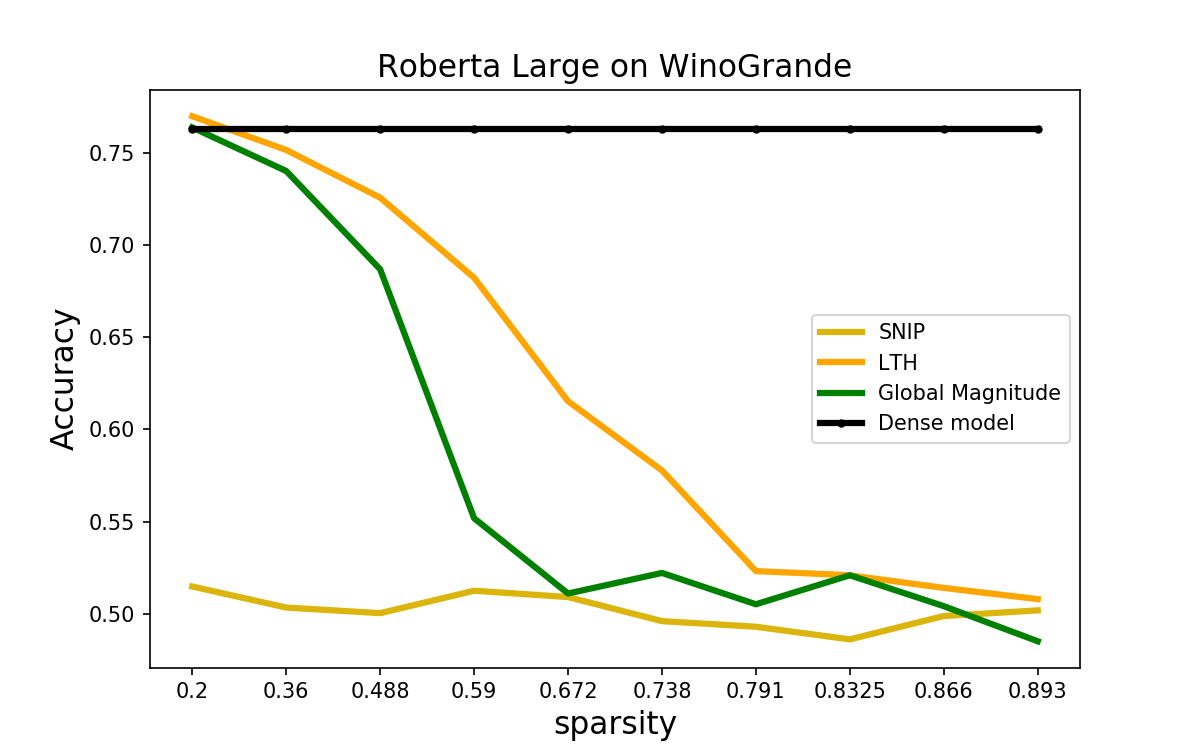 Roberta Large on WinoGrande
Accuracy
0.75
0.70
0.65
0.60
0.55
0.50
SNIP
LTH
Global Magnitude
Dense model
0.2 0.36 0.488 0.59 0.672 0.738 0.791 0.8325 0.866 0.893
sparsity